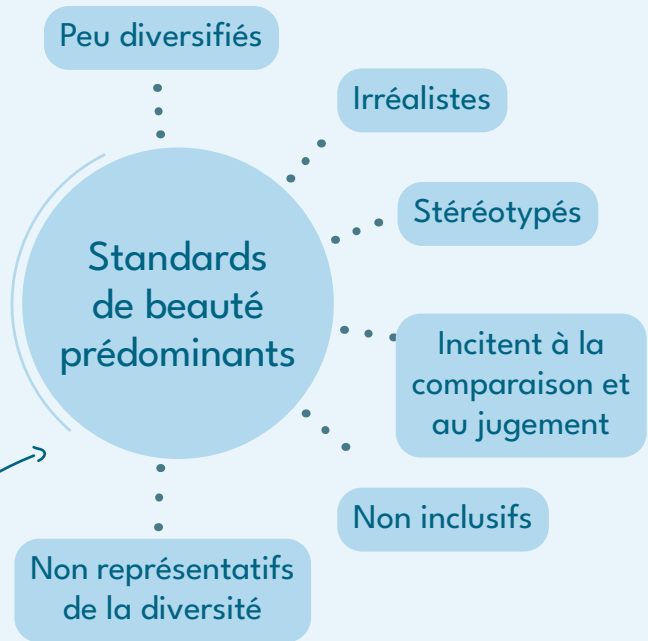 Peu diversifiés
Irréalistes
Stéréotypés
Standards
de beauté
prédominants
Incitent à la
comparaison et
au jugement
Non inclusifs
Non représentatifs
de la diversité